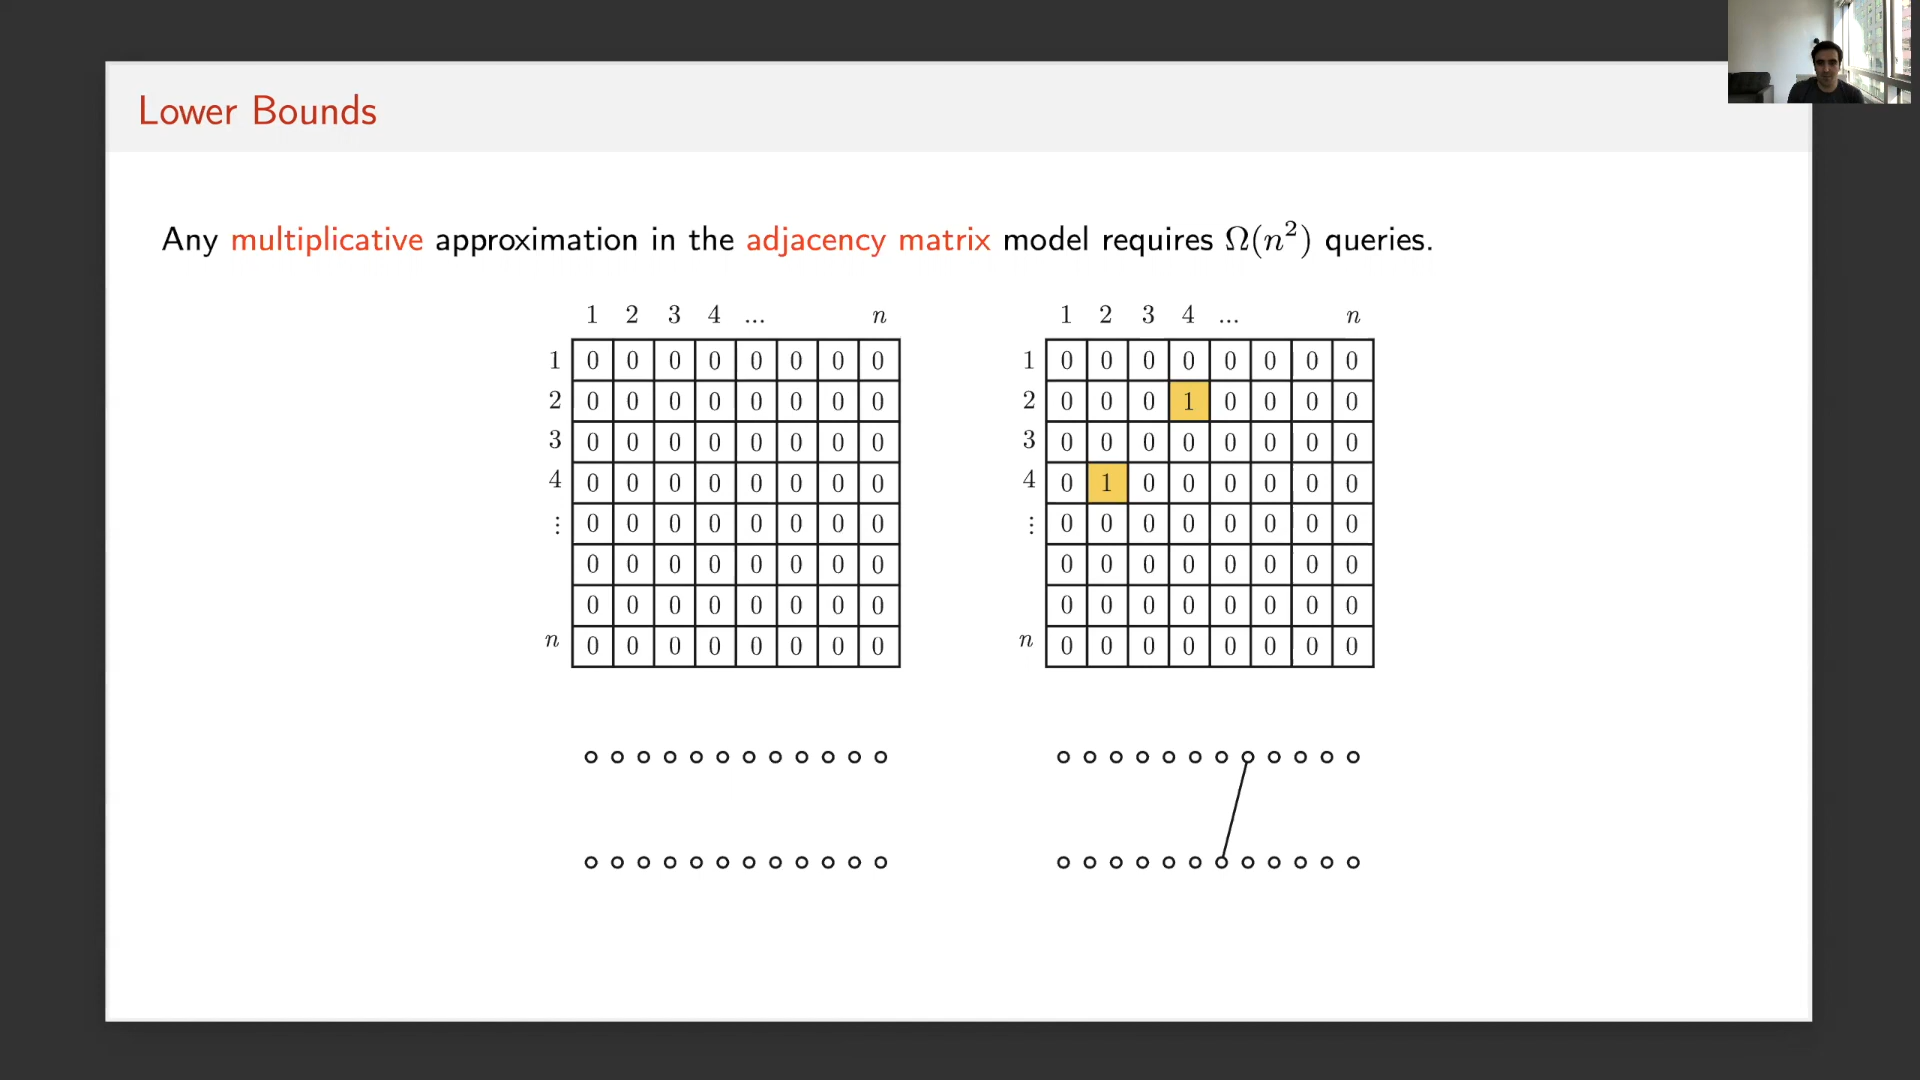 Lower Bounds
Any multiplicative approximation in the adjacency matrix model requires Ω(n²) queries.
1 2 3 4 ... n
1 0 0 0 0 0 0 0 0
2 0 0 0 0 0 0 0 0
3 0 0 0 0 0 0 0 0
4 0 0 0 0 0 0 0 0
⋮ 0 0 0 0 0 0 0 0
0 0 0 0 0 0 0 0
0 0 0 0 0 0 0 0
n 0 0 0 0 0 0 0 0
1 2 3 4 ... n
1 0 0 0 0 0 0 0 0
2 0 0 0 1 0 0 0 0
3 0 0 0 0 0 0 0 0
4 0 1 0 0 0 0 0 0
⋮ 0 0 0 0 0 0 0 0
0 0 0 0 0 0 0 0
0 0 0 0 0 0 0 0
n 0 0 0 0 0 0 0 0